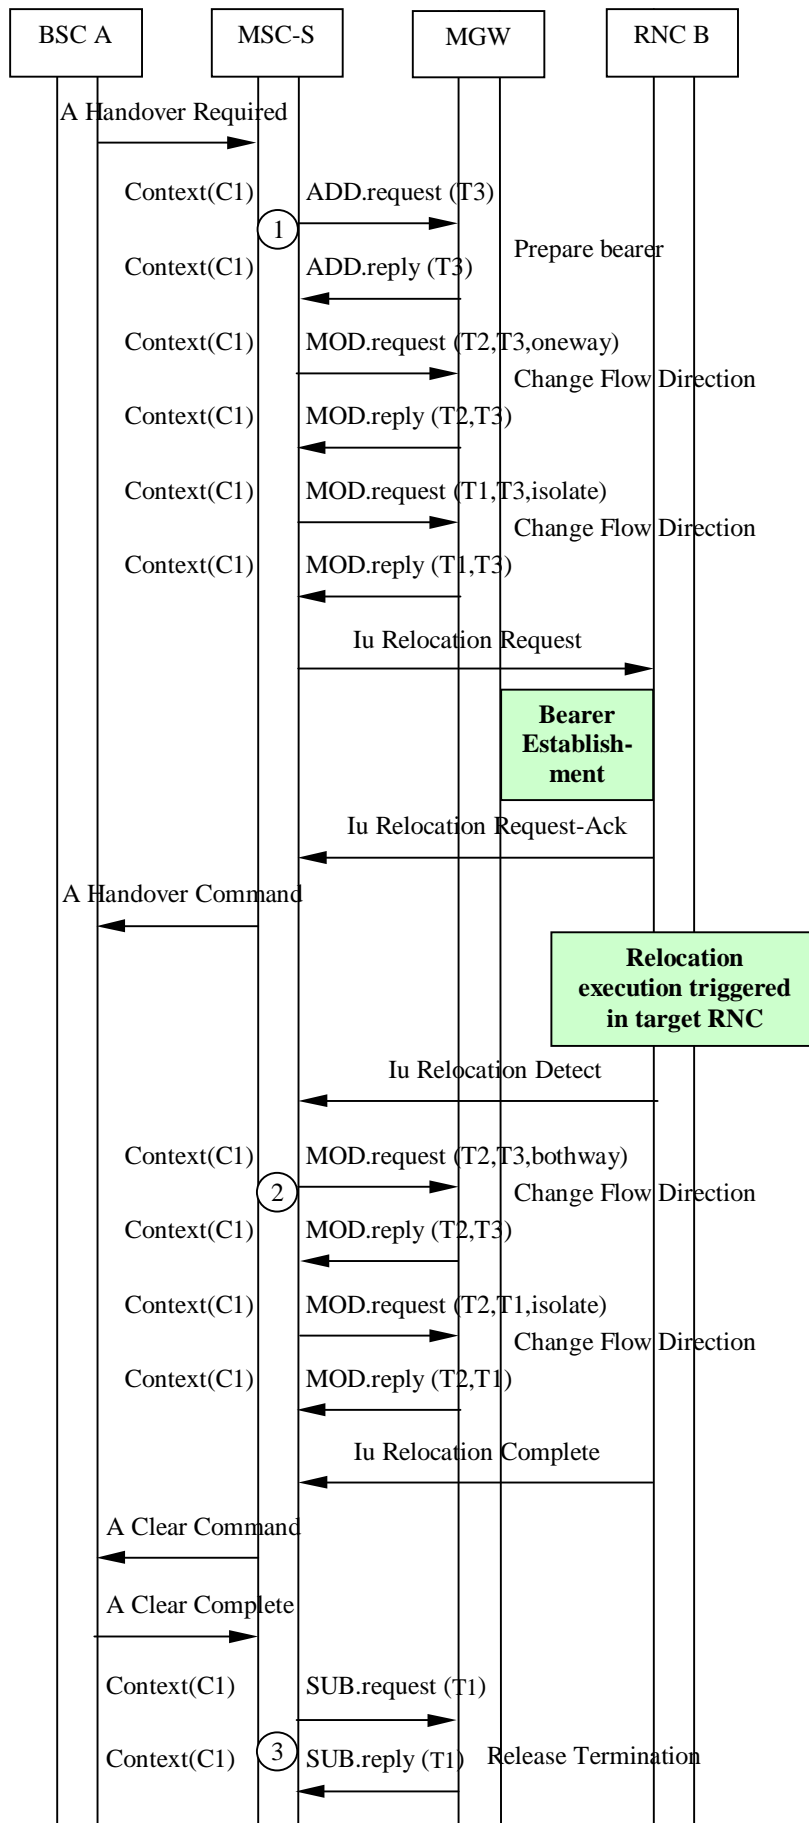 BSC A
MSC-S
MGW
RNC B
A Handover Required
Context(C1)
ADD.request (T3)
1
Prepare bearer
Context(C1)
ADD.reply (T3)
Context(C1)
MOD.request (T2,T3,oneway)
Change Flow Direction
Context(C1)
MOD.reply (T2,T3)
Context(C1)
MOD.request (T1,T3,isolate)
Change Flow Direction
Context(C1)
MOD.reply (T1,T3)
Iu Relocation Request
Bearer
Establish-
ment
Iu Relocation Request-Ack
A Handover Command
Relocation
execution triggered
in target RNC
Iu Relocation Detect
Context(C1)
MOD.request (T2,T3,bothway)
2
Change Flow Direction
Context(C1)
MOD.reply (T2,T3)
Context(C1)
MOD.request (T2,T1,isolate)
Change Flow Direction
Context(C1)
MOD.reply (T2,T1)
Iu Relocation Complete
A Clear Command
A Clear Complete
Context(C1)
SUB.request (T1)
3
Context(C1)
SUB.reply (T1)
Release Termination